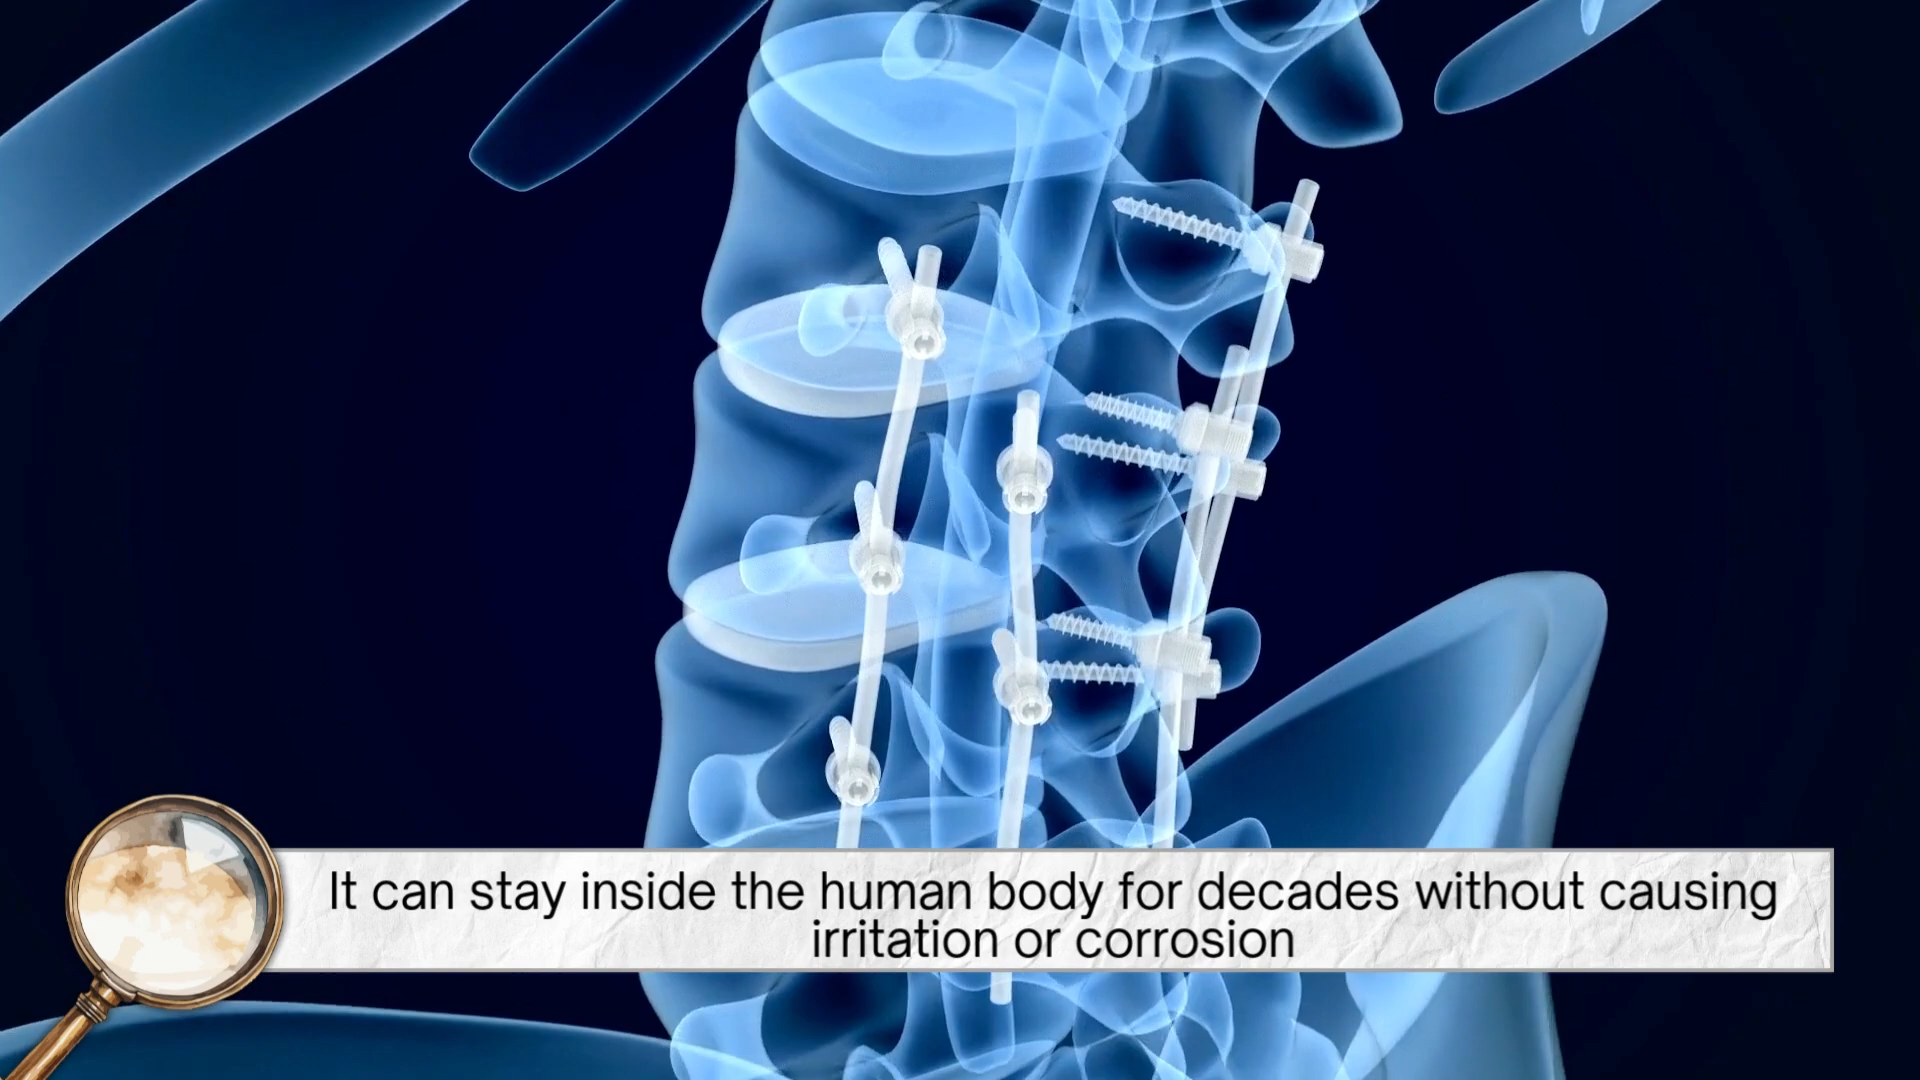 It can stay inside the human body for decades without causing
irritation or corrosion